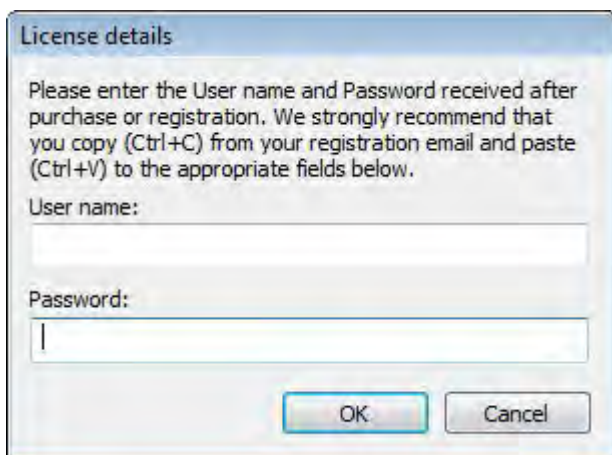 License details
Please enter the User name and Password received after
purchase or registration. We strongly recommend that
you copy (Ctrl+C) from your registration email and paste
(Ctrl+V) to the appropriate fields below.
User name:
Password:
OK Cancel